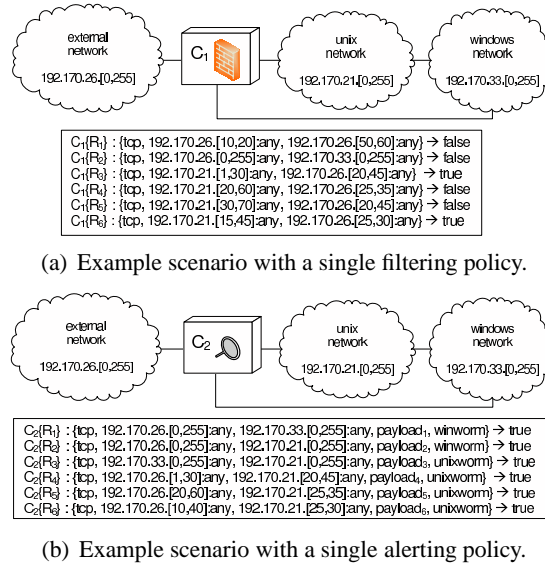 external network
192.170.26.[0,255]
C₁
unix network
192.170.21.[0,255]
windows network
192.170.33.[0,255]
C₁{R₁} : {tcp, 192.170.26.[10,20]:any, 192.170.26.[50,60]:any} → false
C₁{R₂} : {tcp, 192.170.26.[0,255]:any, 192.170.33.[0,255]:any} → false
C₁{R₃} : {tcp, 192.170.21.[1,30]:any, 192.170.26.[20,45]:any} → true
C₁{R₄} : {tcp, 192.170.21.[20,60]:any, 192.170.26.[25,35]:any} → false
C₁{R₅} : {tcp, 192.170.21.[30,70]:any, 192.170.26.[20,45]:any} → false
C₁{R₆} : {tcp, 192.170.21.[15,45]:any, 192.170.26.[25,30]:any} → true
(a) Example scenario with a single filtering policy.
external network
192.170.26.[0,255]
C₂
unix network
192.170.21.[0,255]
windows network
192.170.33.[0,255]
C₂{R₁} : {tcp, 192.170.26.[0,255]:any, 192.170.33.[0,255]:any, payload₁, winworm} → true
C₂{R₂} : {tcp, 192.170.26.[0,255]:any, 192.170.21.[0,255]:any, payload₂, winworm} → true
C₂{R₃} : {tcp, 192.170.33.[0,255]:any, 192.170.21.[0,255]:any, payload₃, unixworm} → true
C₂{R₄} : {tcp, 192.170.26.[1,30]:any, 192.170.21.[20,45]:any, payload₄, unixworm} → true
C₂{R₅} : {tcp, 192.170.26.[20,60]:any, 192.170.21.[25,35]:any, payload₅, unixworm} → true
C₂{R₆} : {tcp, 192.170.26.[10,40]:any, 192.170.21.[25,30]:any, payload₆, unixworm} → true
(b) Example scenario with a single alerting policy.